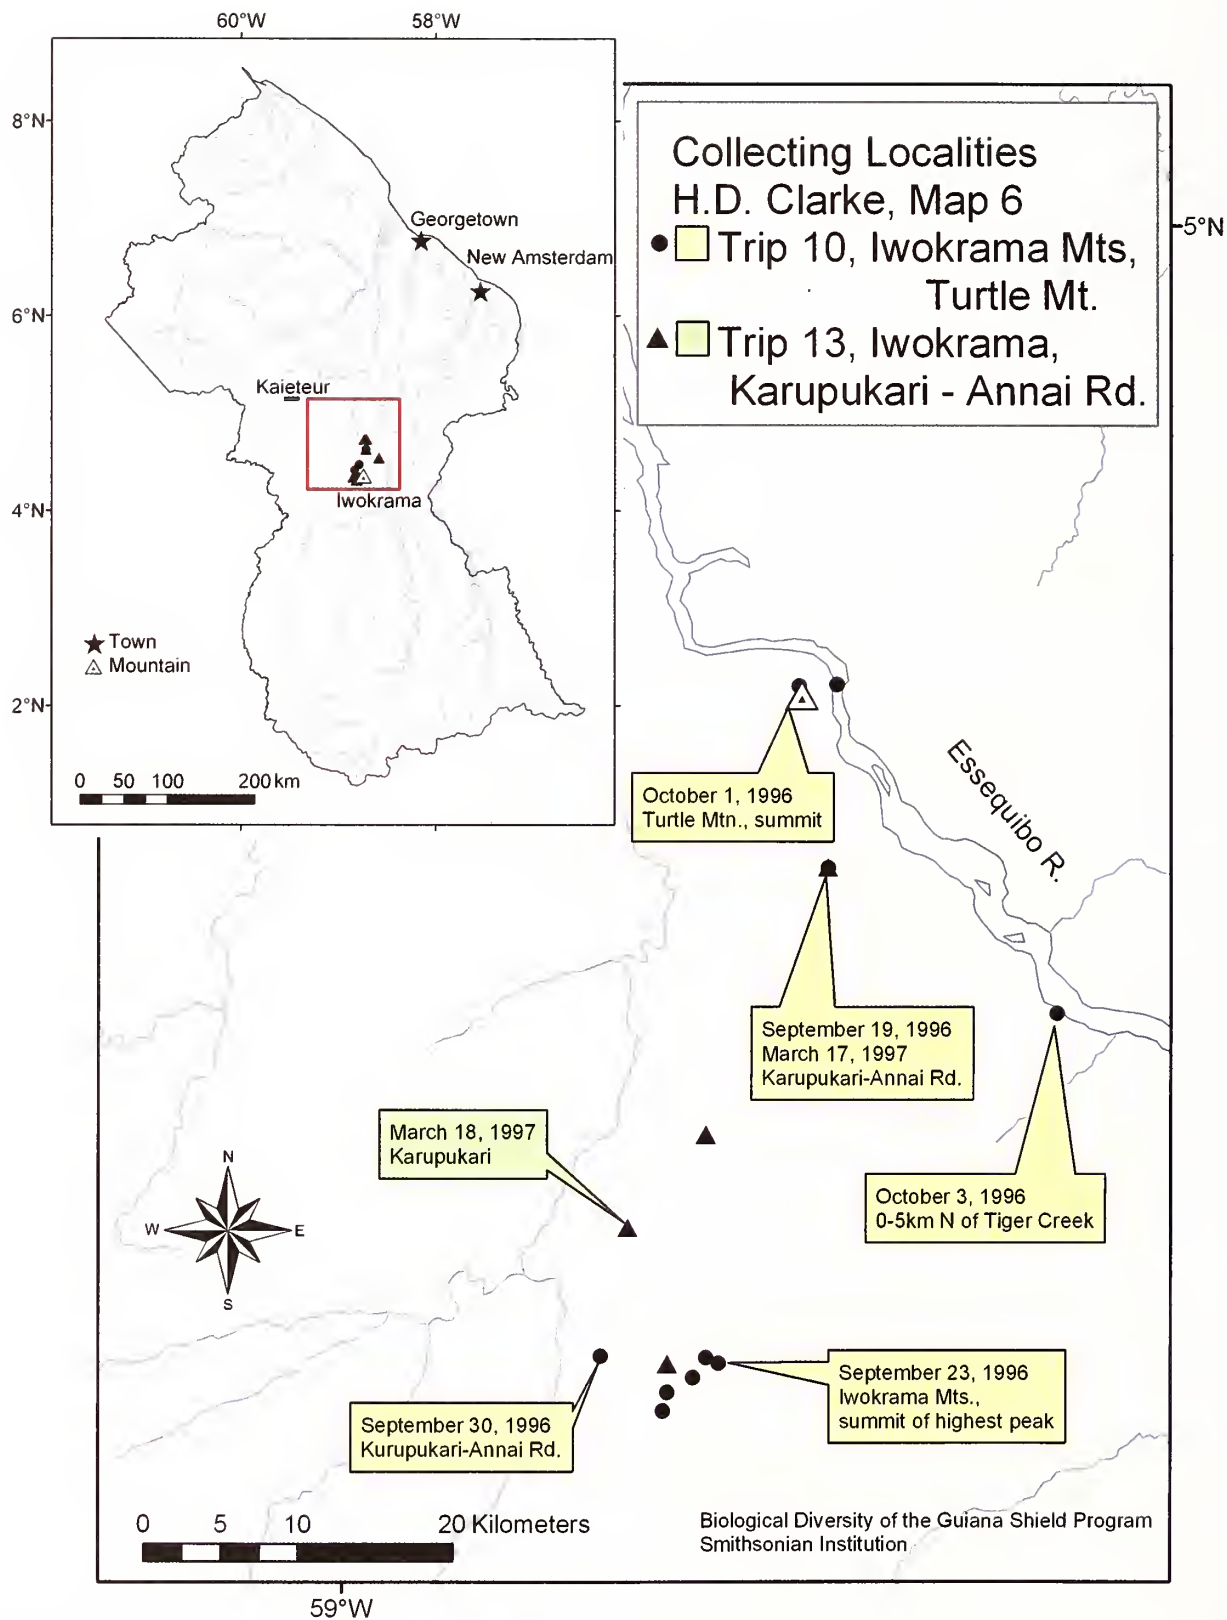 60°W
58°W
8°N
6°N
4°N
2°N
Georgetown
New Amsterdam
Kaieteur
Iwokrama
Town
Mountain
0 50 100 200 km
Collecting Localities
H.D. Clarke, Map 6
Trip 10, Iwokrama Mts,
Turtle Mt.
Trip 13, Iwokrama,
Karupukari - Annai Rd.
5°N
Essequibo R.
October 1, 1996
Turtle Mtn., summit
September 19, 1996
March 17, 1997
Karupukari-Annai Rd.
March 18, 1997
Karupukari
October 3, 1996
0-5km N of Tiger Creek
N
W
E
S
September 23, 1996
Iwokrama Mts.,
summit of highest peak
September 30, 1996
Kurupukari-Annai Rd.
0 5 10 20 Kilometers
Biological Diversity of the Guiana Shield Program
Smithsonian Institution
59°W